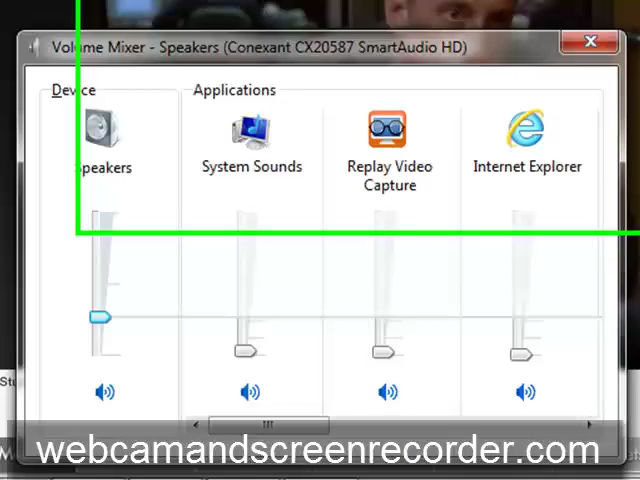 Volume Mixer - Speakers (Conexant CX20587 SmartAudio HD)
Device
Applications
Speakers
System Sounds
Replay Video
Capture
Internet Explorer
webcamandscreenrecorder.com